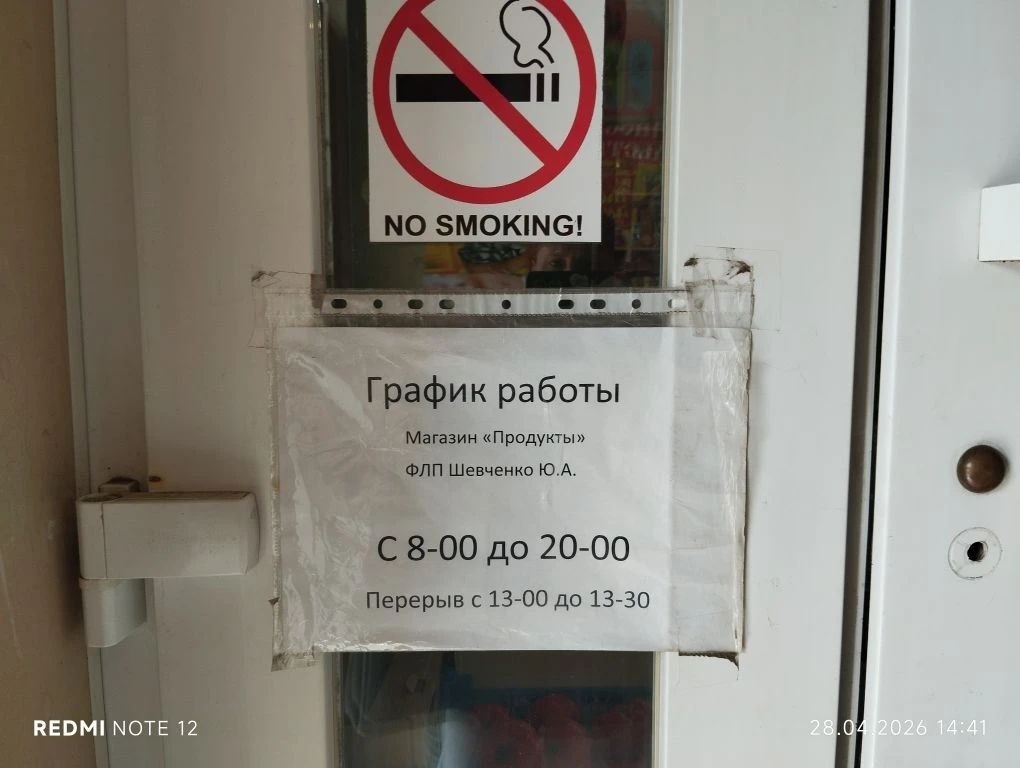 NO SMOKING!
График работы
Магазин «Продукты»
ФЛП Шевченко Ю.А.
С 8-00 до 20-00
Перерыв с 13-00 до 13-30
REDMI NOTE 12
28.04.2026 14:41